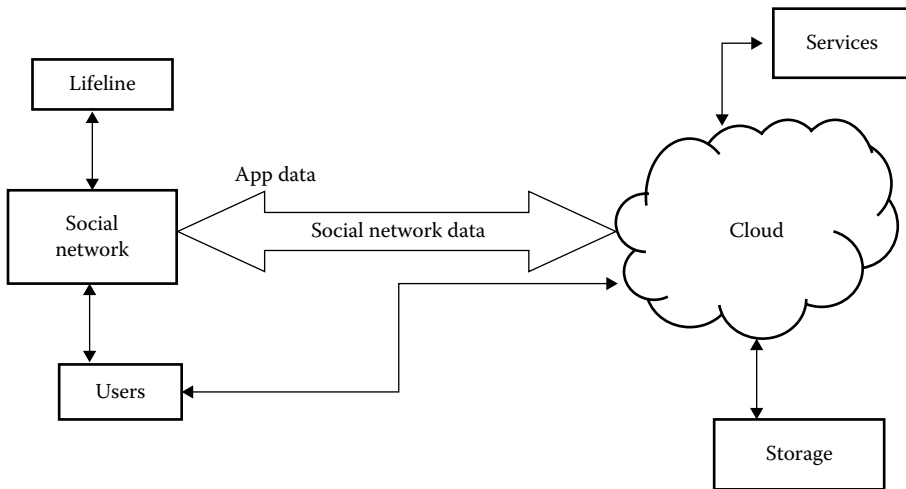 Services
Lifeline
App data
Social
network
Social network data
Cloud
Users
Storage